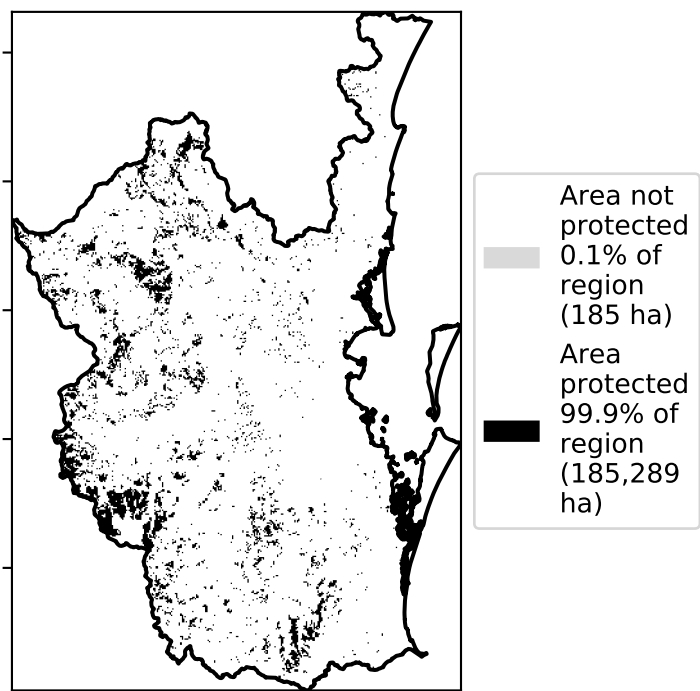 Area not
protected
0.1% of
region
(185 ha)
Area
protected
99.9% of
region
(185,289
ha)